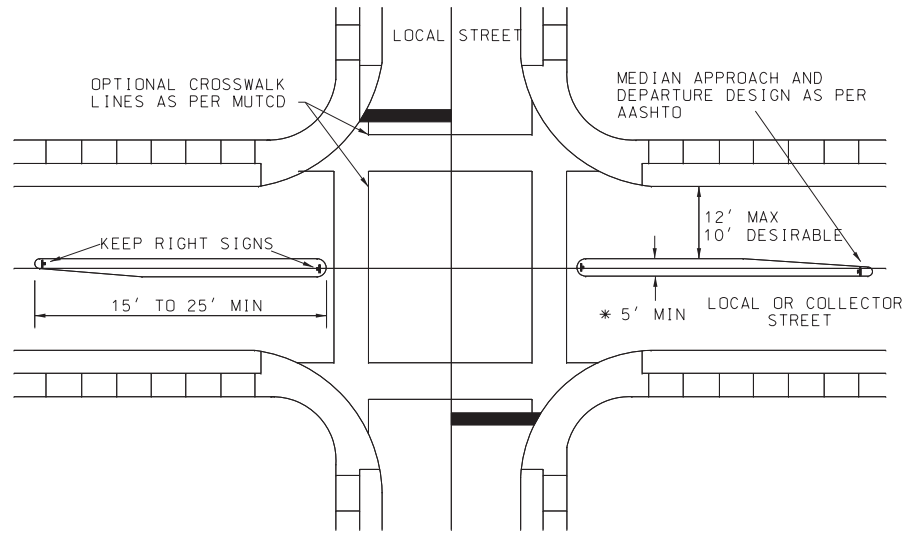 LOCAL STREET
OPTIONAL CROSSWALK
LINES AS PER MUTCD
MEDIAN APPROACH AND
DEPARTURE DESIGN AS PER
AASHTO
12' MAX
10' DESIRABLE
KEEP RIGHT SIGNS
15' TO 25' MIN
* 5' MIN
LOCAL OR COLLECTOR
STREET